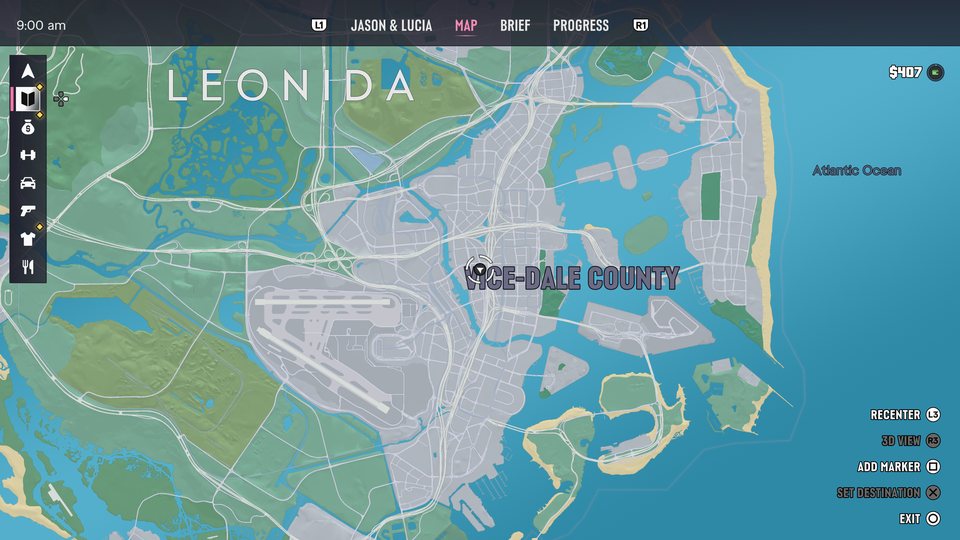 9:00 am
L1 JASON & LUCIA MAP BRIEF PROGRESS R1
$407
LEONIDA
Atlantic Ocean
VICE-DALE COUNTY
RECENTER L3
3D VIEW R3
ADD MARKER
SET DESTINATION
EXIT